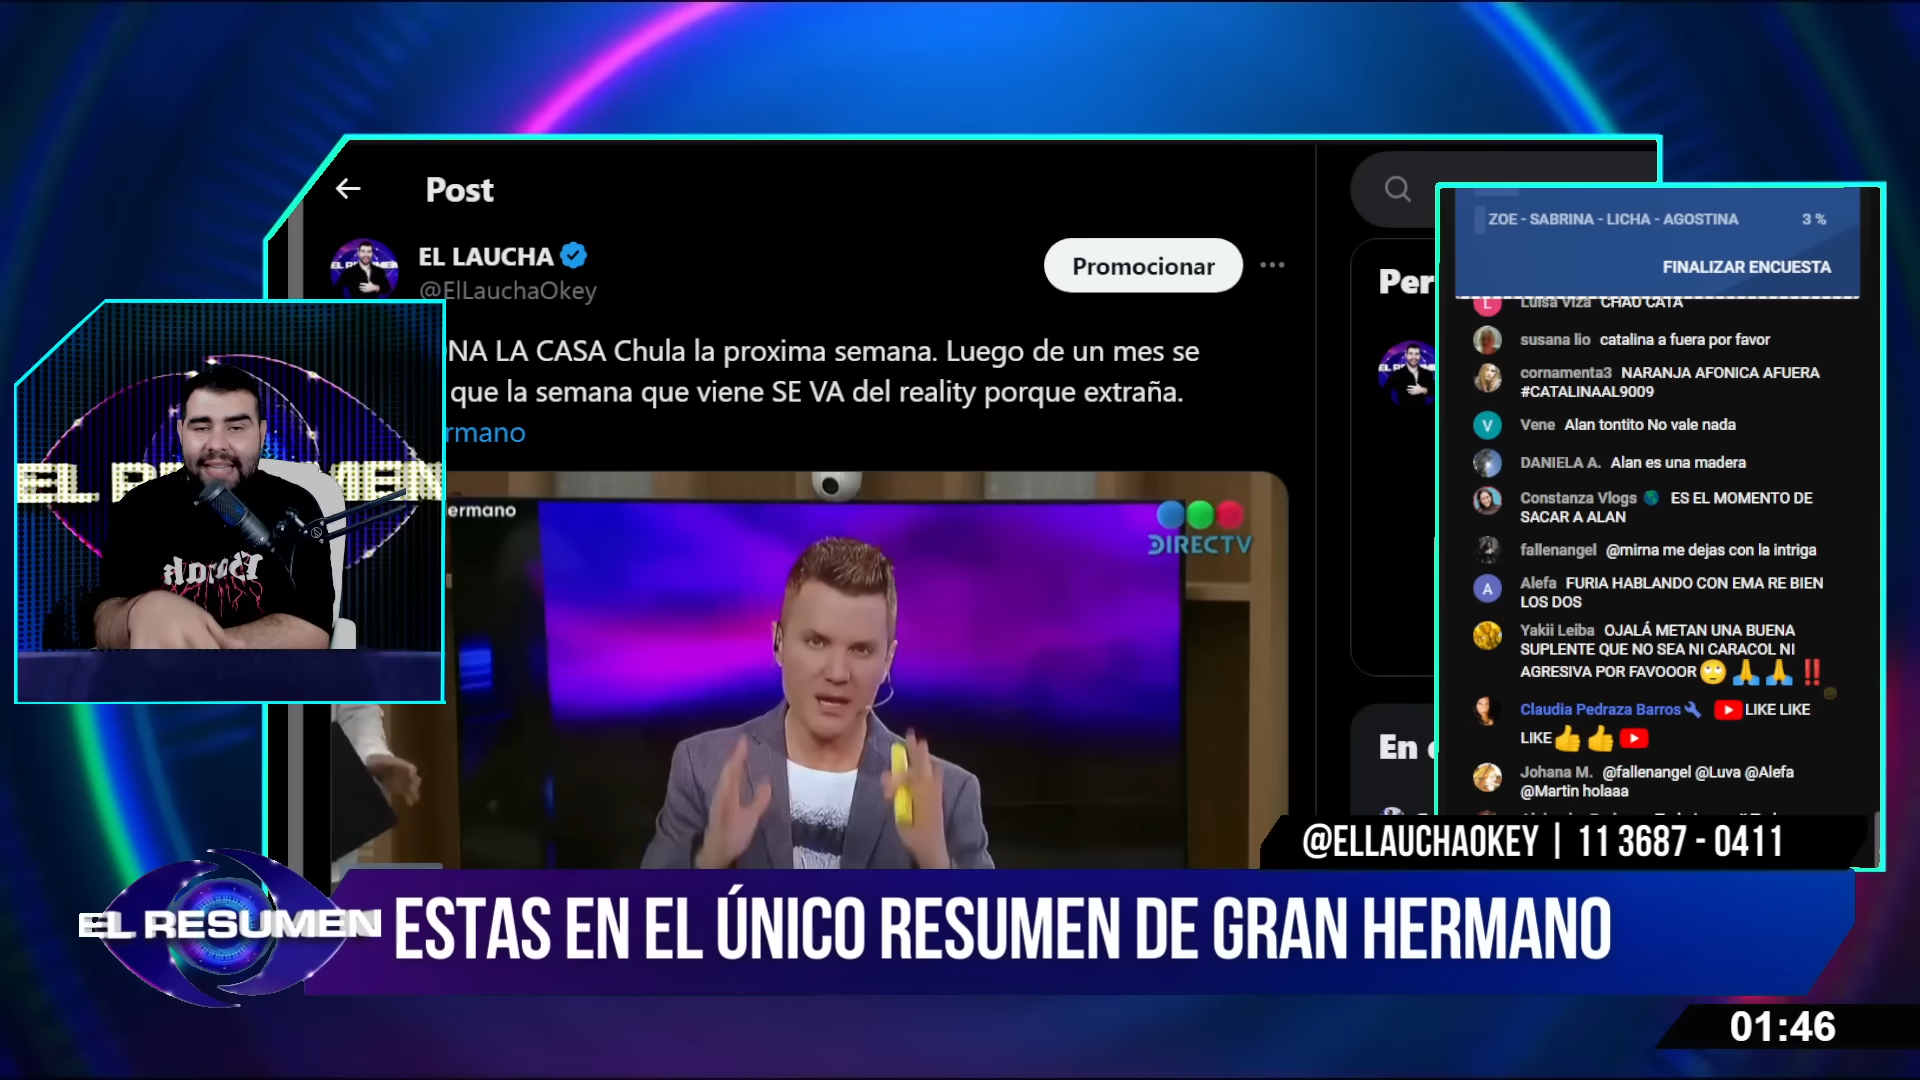 Post
EL LAUCHA
@ElLauchaOkey
Promocionar
NA LA CASA Chula la proxima semana. Luego de un mes se
que la semana que viene SE VA del reality porque extraña.
rmano
ermano
DIRECTV
Per
En
ZOE - SABRINA - LICHA - AGOSTINA 3 %
FINALIZAR ENCUESTA
Luisa Viza CHAU CATA
susana lio catalina a fuera por favor
cornamenta3 NARANJA AFONICA AFUERA
#CATALINAAL9009
V Vene Alan tontito No vale nada
DANIELA A. Alan es una madera
Constanza Vlogs ES EL MOMENTO DE
SACAR A ALAN
fallenangel @mirna me dejas con la intriga
A Alefa FURIA HABLANDO CON EMA RE BIEN
LOS DOS
Yakii Leiba OJALÁ METAN UNA BUENA
SUPLENTE QUE NO SEA NI CARACOL NI
AGRESIVA POR FAVOOOR 🙄🙏🙏‼️
Claudia Pedraza Barros LIKE LIKE
LIKE 👍👍
Johana M. @fallenangel @Luva @Alefa
@Martin holaaa
@ELLAUCHAOKEY | 11 3687 - 0411
EL RESUMEN
ESTAS EN EL ÚNICO RESUMEN DE GRAN HERMANO
01:46